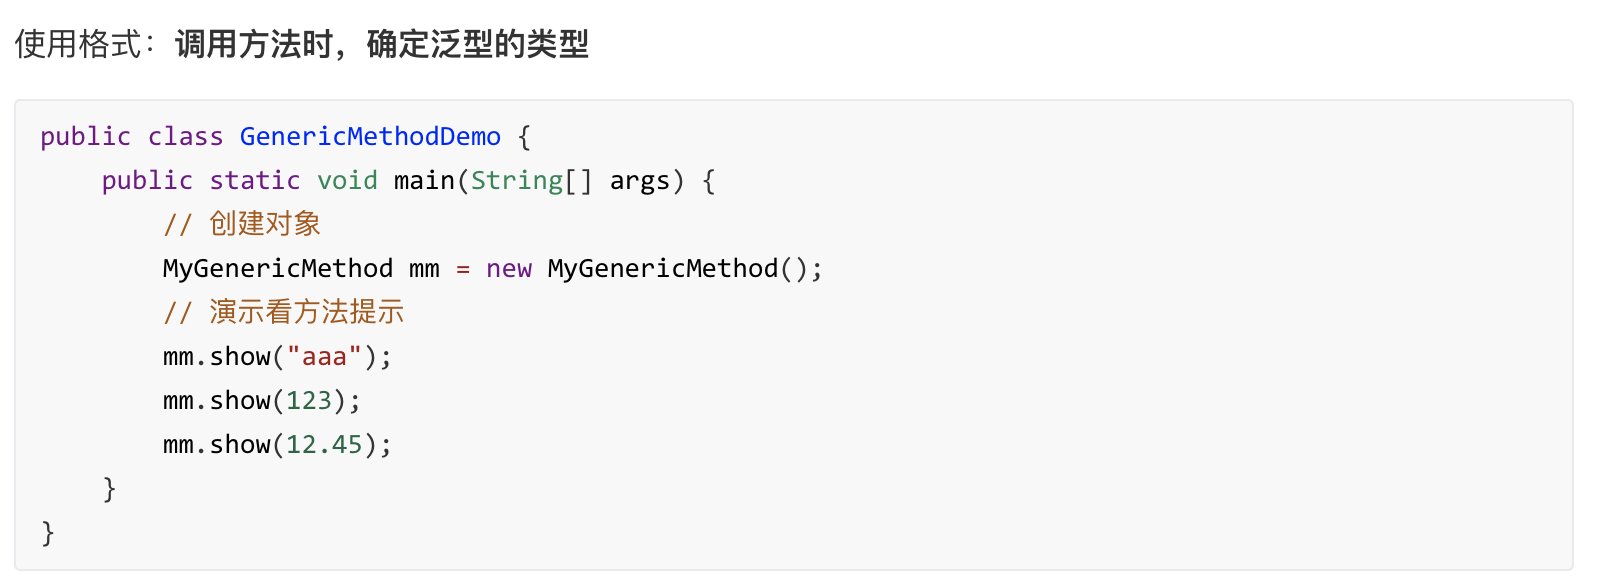 使用格式：调用方法时，确定泛型的类型
public class GenericMethodDemo {
    public static void main(String[] args) {
        // 创建对象
        MyGenericMethod mm = new MyGenericMethod();
        // 演示看方法提示
        mm.show("aaa");
        mm.show(123);
        mm.show(12.45);
    }
}